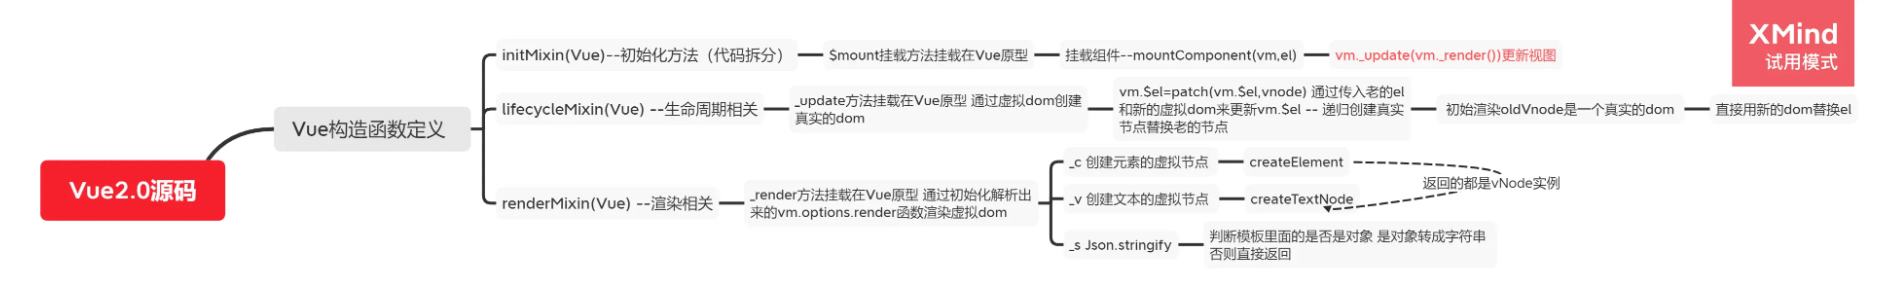 XMind
试用模式
Vue2.0源码
Vue构造函数定义
initMixin(Vue)--初始化方法（代码拆分）
$mount挂载方法挂载在Vue原型
挂载组件--mountComponent(vm,el)
vm._update(vm._render())更新视图
lifecycleMixin(Vue) --生命周期相关
_update方法挂载在Vue原型 通过虚拟dom创建
真实的dom
vm.$el=patch(vm.$el,vnode) 通过传入老的el
和新的虚拟dom来更新vm.$el -- 递归创建真实
节点替换老的节点
初始渲染oldVnode是一个真实的dom
直接用新的dom替换el
renderMixin(Vue) --渲染相关
_render方法挂载在Vue原型 通过初始化解析出
来的vm.options.render函数渲染虚拟dom
_c 创建元素的虚拟节点
createElement
_v 创建文本的虚拟节点
createTextNode
返回的都是vNode实例
_s Json.stringify
判断模板里面的是否是对象 是对象转成字符串
否则直接返回